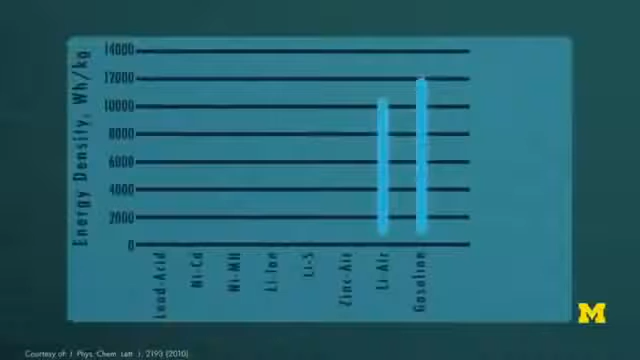 Energy Density, Wh/kg
14000
12000
10000
8000
6000
4000
2000
0
Lead-Acid
Ni-Cd
Ni-MH
Li-Ion
Li-S
Zinc-Air
Li-Air
Gasoline
M
Courtesy of: J. Phys. Chem. Lett. 1, 2193 (2010)